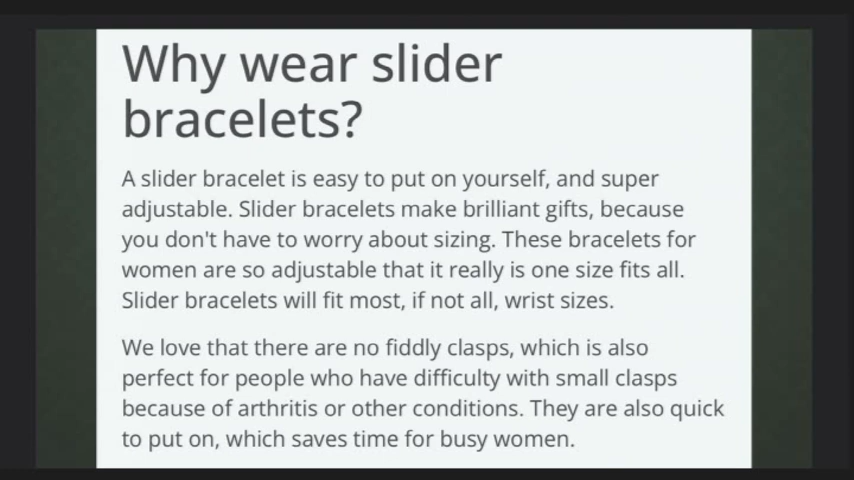 Why wear slider
bracelets?
A slider bracelet is easy to put on yourself, and super
adjustable. Slider bracelets make brilliant gifts, because
you don't have to worry about sizing. These bracelets for
women are so adjustable that it really is one size fits all.
Slider bracelets will fit most, if not all, wrist sizes.
We love that there are no fiddly clasps, which is also
perfect for people who have difficulty with small clasps
because of arthritis or other conditions. They are also quick
to put on, which saves time for busy women.